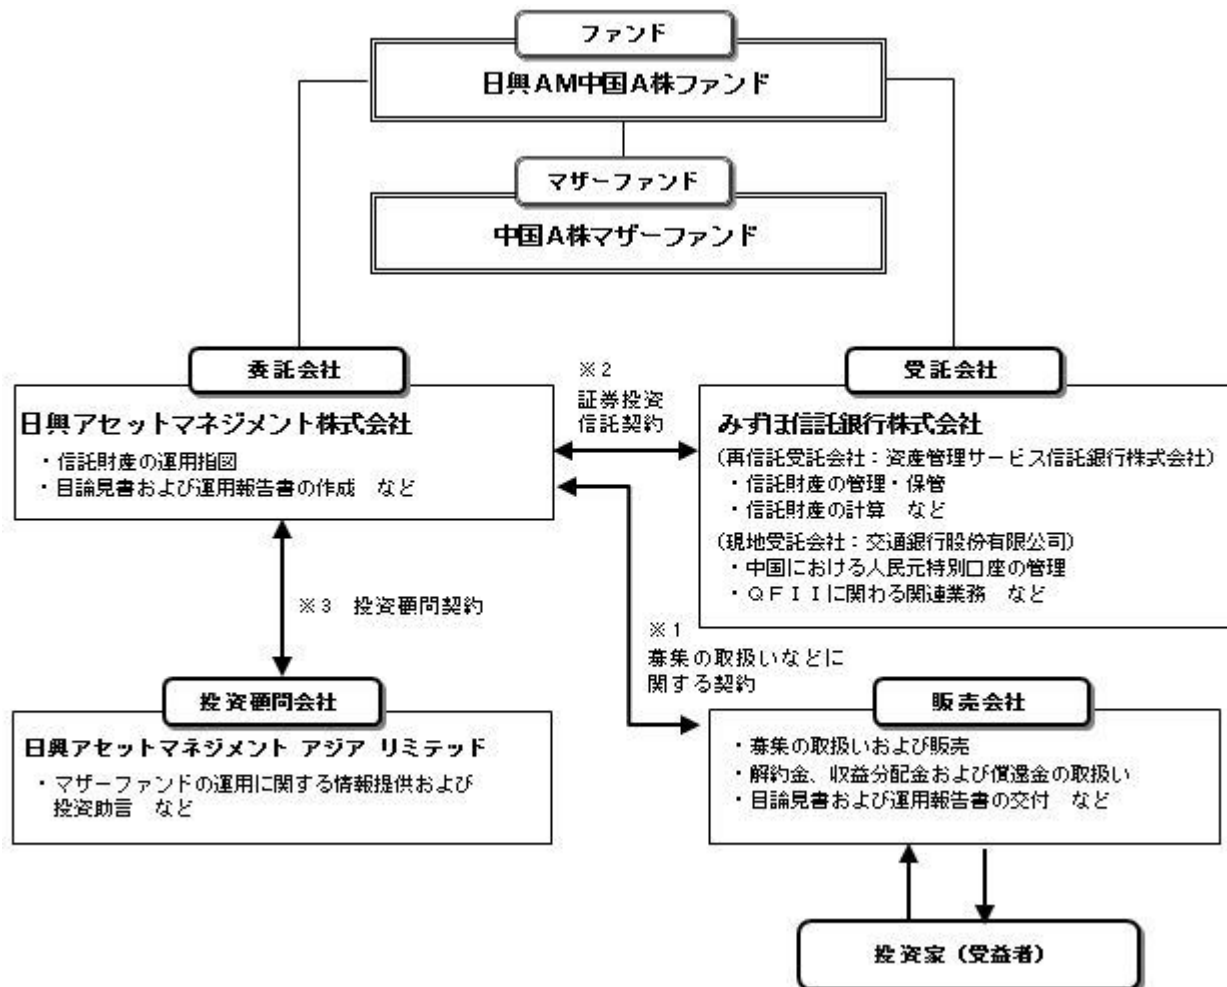 ファンド
日興AM中国A株ファンド
マザーファンド
中国A株マザーファンド
委託会社
日興アセットマネジメント株式会社
・信託財産の運用指図
・目論見書および運用報告書の作成 など
※2
証券投資
信託契約
受託会社
みずほ信託銀行株式会社
(再信託受託会社：資産管理サービス信託銀行株式会社)
・信託財産の管理・保管
・信託財産の計算 など
(現地受託会社：交通銀行股份有限公司)
・中国における人民元特別口座の管理
・ＱＦＩＩに関わる関連業務 など
※3 投資顧問契約
※1
募集の取扱いなどに
関する契約
投資顧問会社
日興アセットマネジメント アジア リミテッド
・マザーファンドの運用に関する情報提供および
投資助言 など
販売会社
・募集の取扱いおよび販売
・解約金、収益分配金および償還金の取扱い
・目論見書および運用報告書の交付 など
投資家（受益者）